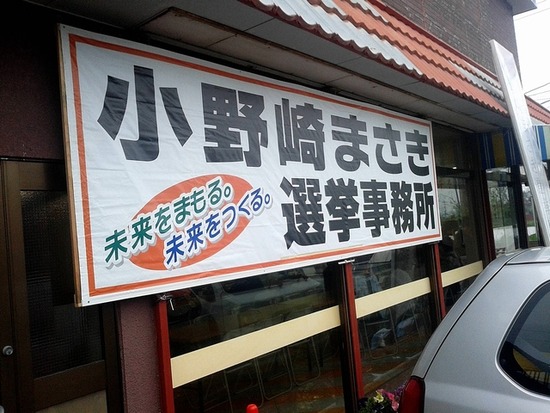 小野崎まさき
未来をまもる。
未来をつくる。
選挙事務所